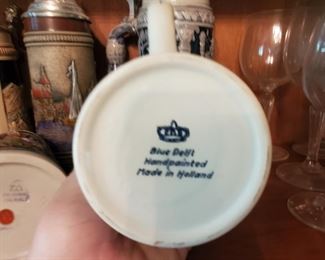 Blue Delft
Handpainted
Made in Holland